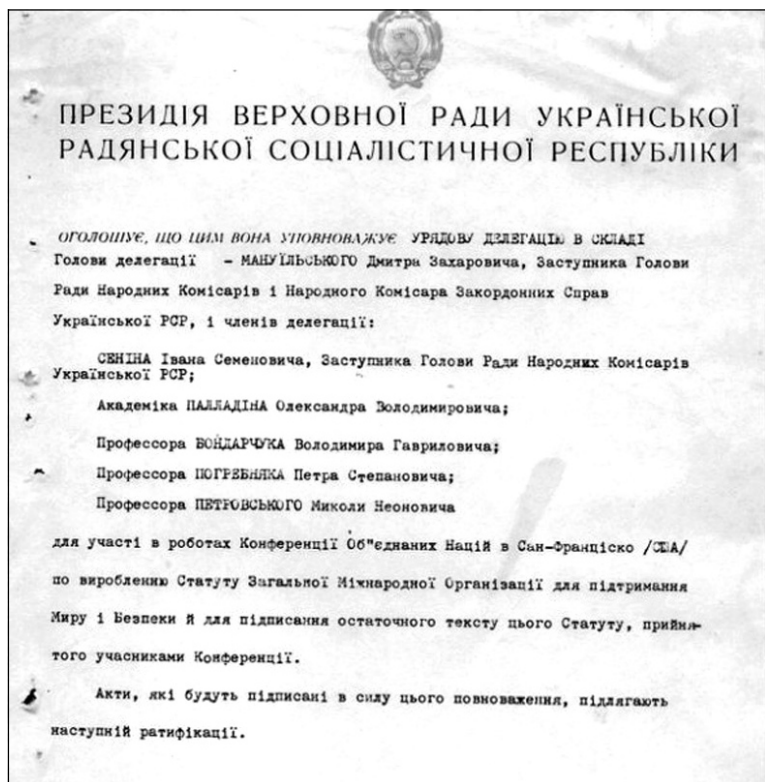 ПРЕЗИДІЯ ВЕРХОВНОЇ РАДИ УКРАЇНСЬКОЇ
РАДЯНСЬКОЇ СОЦІАЛІСТИЧНОЇ РЕСПУБЛІКИ
ОГОЛОШУЄ, ЩО ЦИМ ВОНА УПОВНОВАЖУЄ УРЯДОВУ ДЕЛЕГАЦІЮ В СКЛАДІ
Голови делегації - МАНУЇЛЬСЬКОГО Дмитра Захаровича, Заступника Голови
Ради Народних Комісарів і Народного Комісара Закордонних Справ
Української РСР, і членів делегації:
СЕНІНА Івана Семеновича, Заступника Голови Ради Народних Комісарів
Української РСР;
Академіка ПАЛЛАДІНА Олександра Володимировича;
Профессора БОНДАРЧУКА Володимира Гавриловича;
Профессора ПОГРЕБНЯКА Петра Степановича;
Профессора ПЕТРОВСЬКОГО Миколи Неоновича
для участі в роботах Конференції Об"єднаних Націй в Сан-Франціско /США/
по виробленню Статуту Загальної Міжнародної Організації для підтримання
Миру і Безпеки й для підписання остаточного тексту цього Статуту, прийня-
того учасниками Конференції.
Акти, які будуть підписані в силу цього повноваження, підлягають
наступній ратифікації.